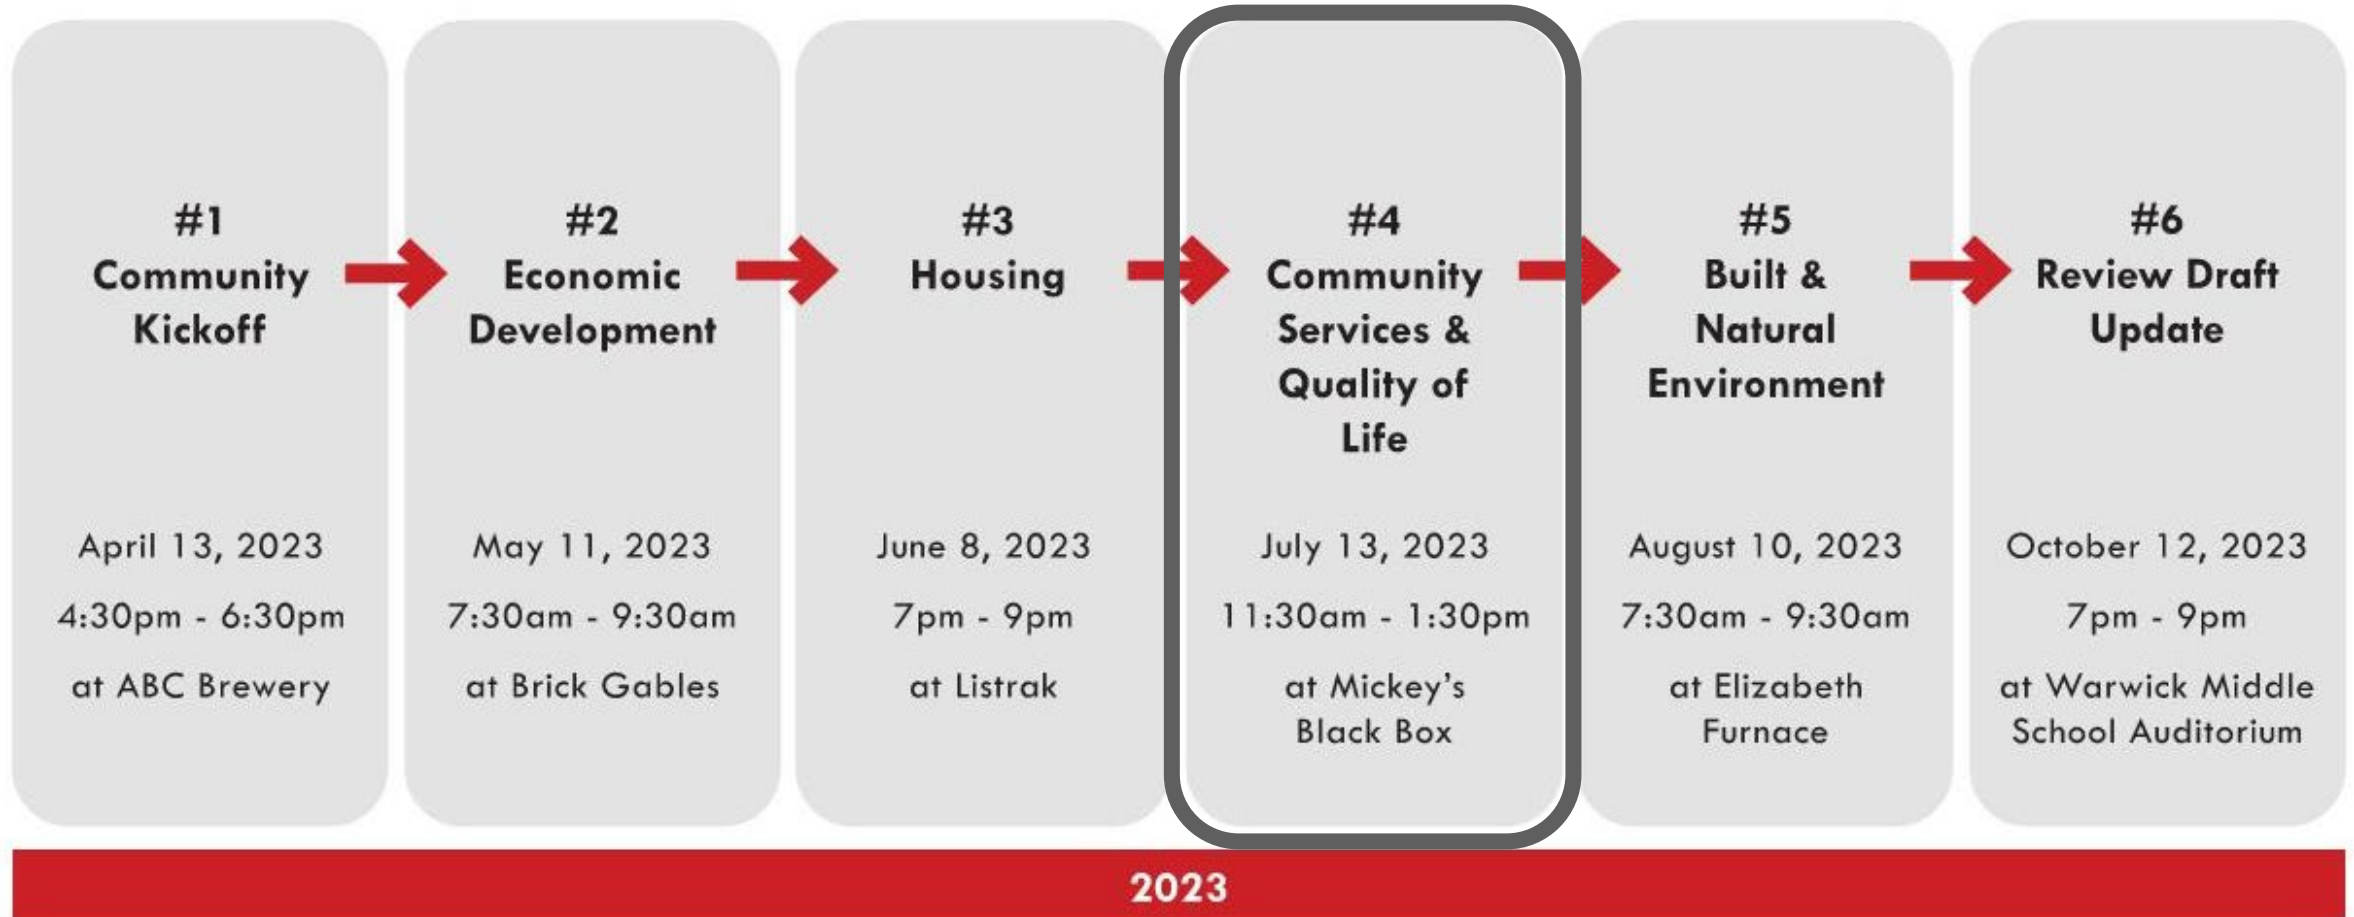 #1
Community
Kickoff
April 13, 2023
4:30pm - 6:30pm
at ABC Brewery
#2
Economic
Development
May 11, 2023
7:30am - 9:30am
at Brick Gables
#3
Housing
June 8, 2023
7pm - 9pm
at Listrak
#4
Community
Services &
Quality of
Life
July 13, 2023
11:30am - 1:30pm
at Mickey’s
Black Box
#5
Built &
Natural
Environment
August 10, 2023
7:30am - 9:30am
at Elizabeth
Furnace
#6
Review Draft
Update
October 12, 2023
7pm - 9pm
at Warwick Middle
School Auditorium
2023